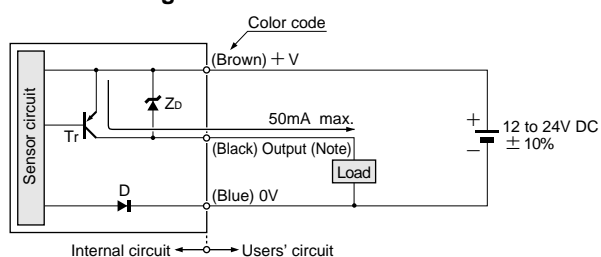 Color code
(Brown) + V
Sensor circuit
Tr
ZD
50mA max.
(Black) Output (Note)
Load
+
−
12 to 24V DC
± 10%
D
(Blue) 0V
Internal circuit
Users' circuit